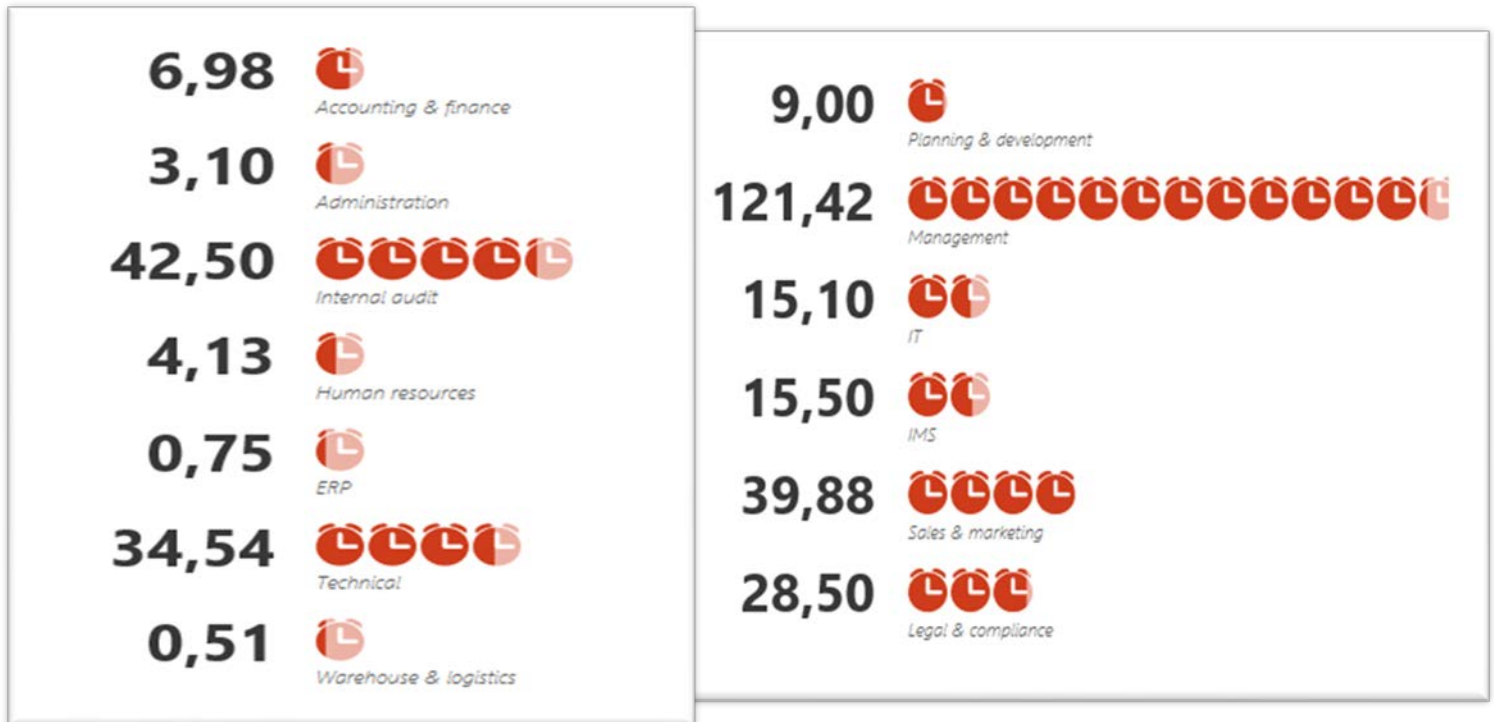 6,98
Accounting & finance
3,10
Administration
42,50
Internal audit
4,13
Human resources
0,75
ERP
34,54
Technical
0,51
Warehouse & logistics
9,00
Planning & development
121,42
Management
15,10
IT
15,50
IMS
39,88
Sales & marketing
28,50
Legal & compliance